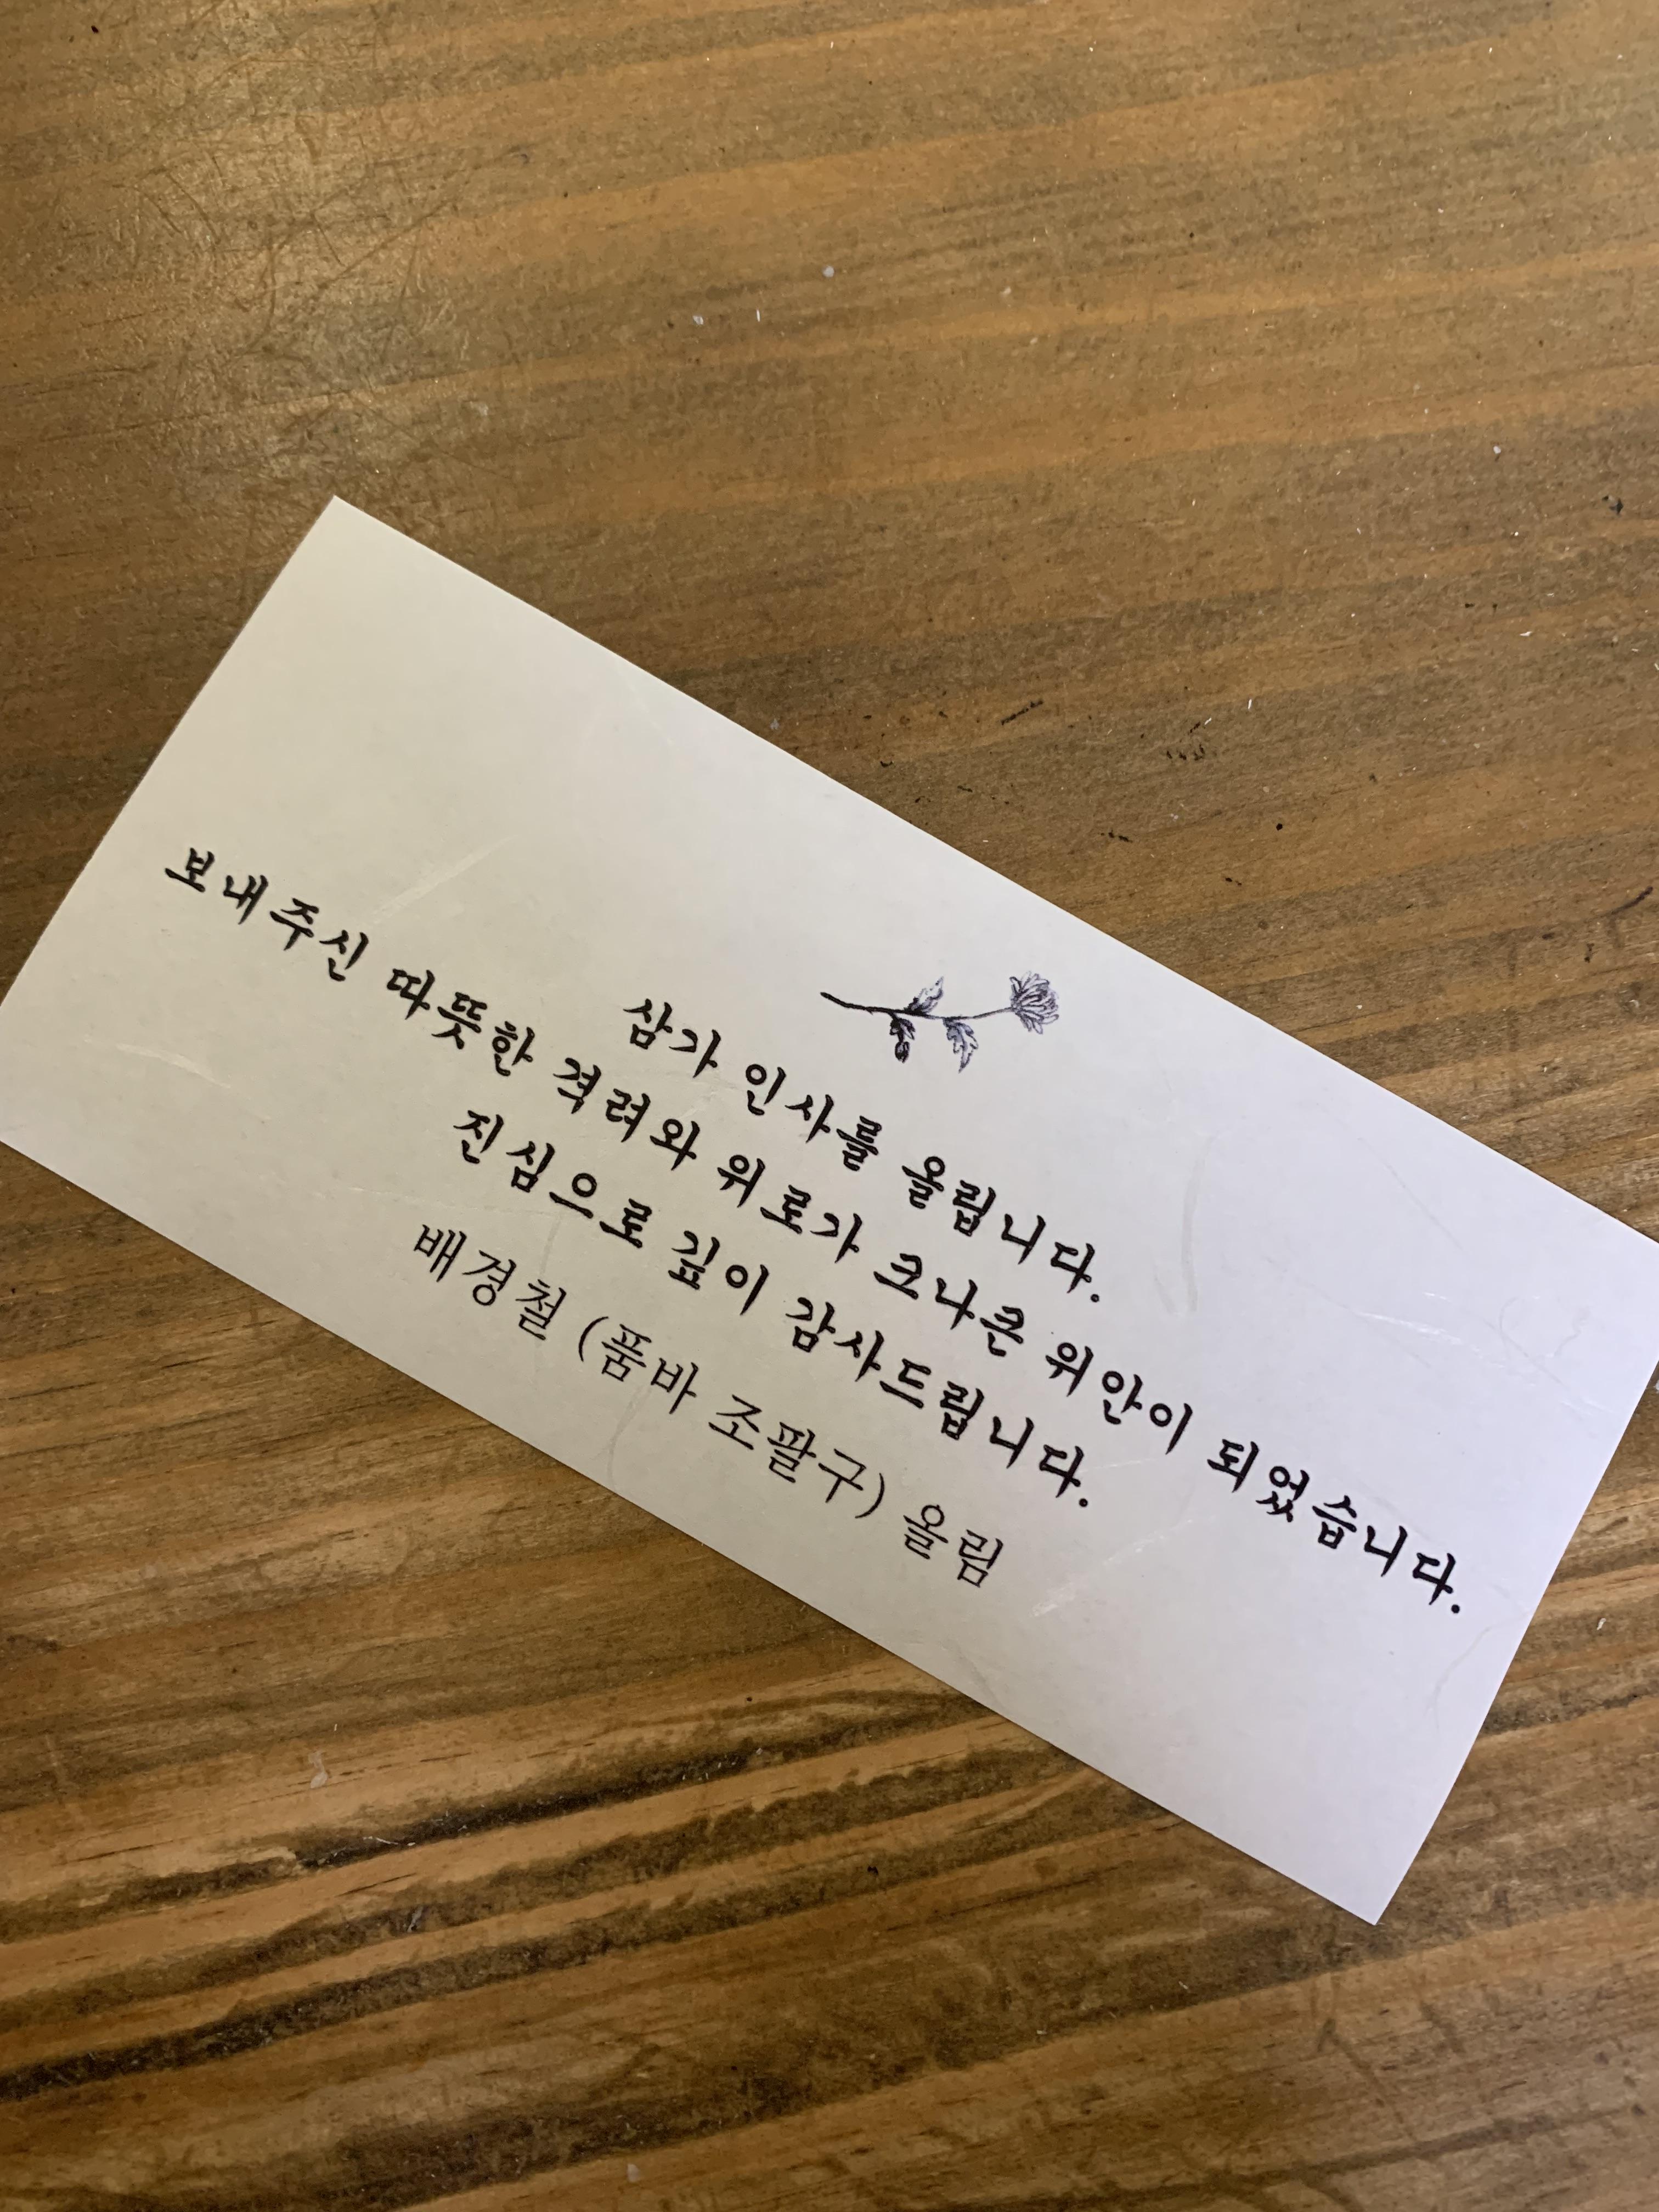 삼가 인사를 올립니다.
보내주신 따뜻한 격려와 위로가 크나큰 위안이 되었습니다.
진심으로 깊이 감사드립니다.
배경철 (품바 조팔구) 올림